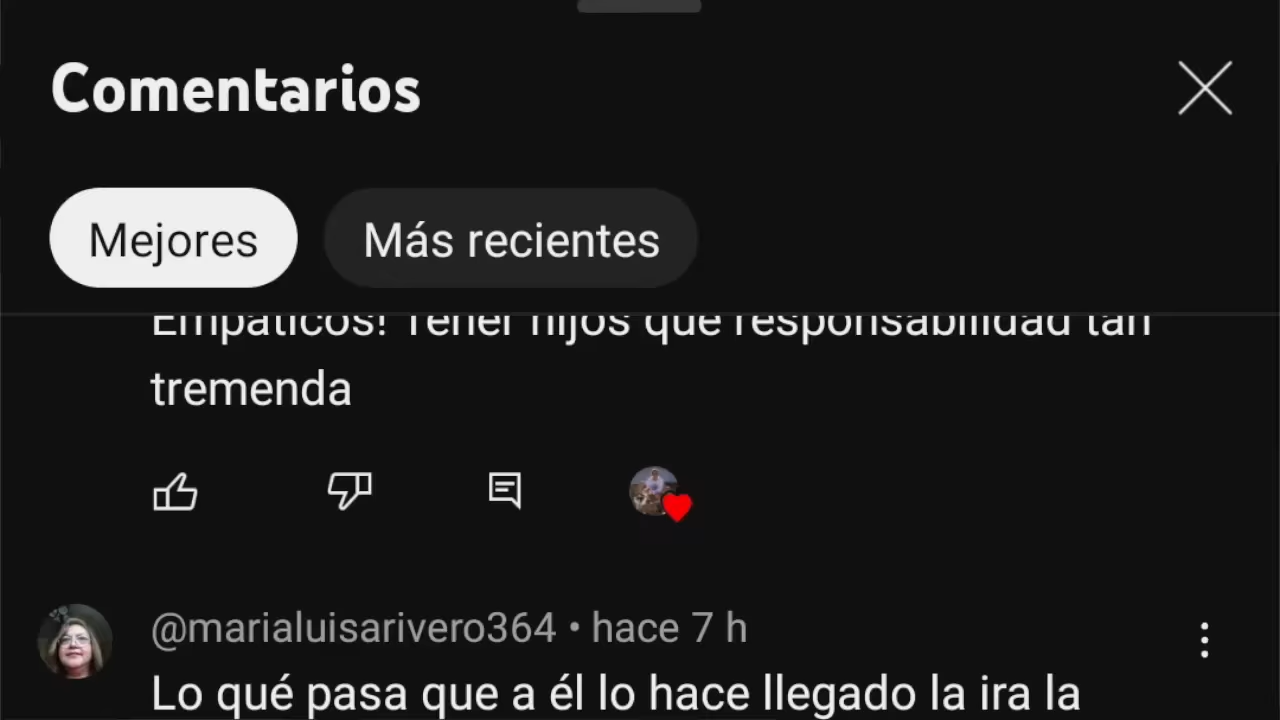 Comentarios
Mejores
Más recientes
Empáticos! Tener hijos que responsabilidad tan
tremenda
@marialuisarivero364 • hace 7 h
Lo qué pasa que a él lo hace llegado la ira la